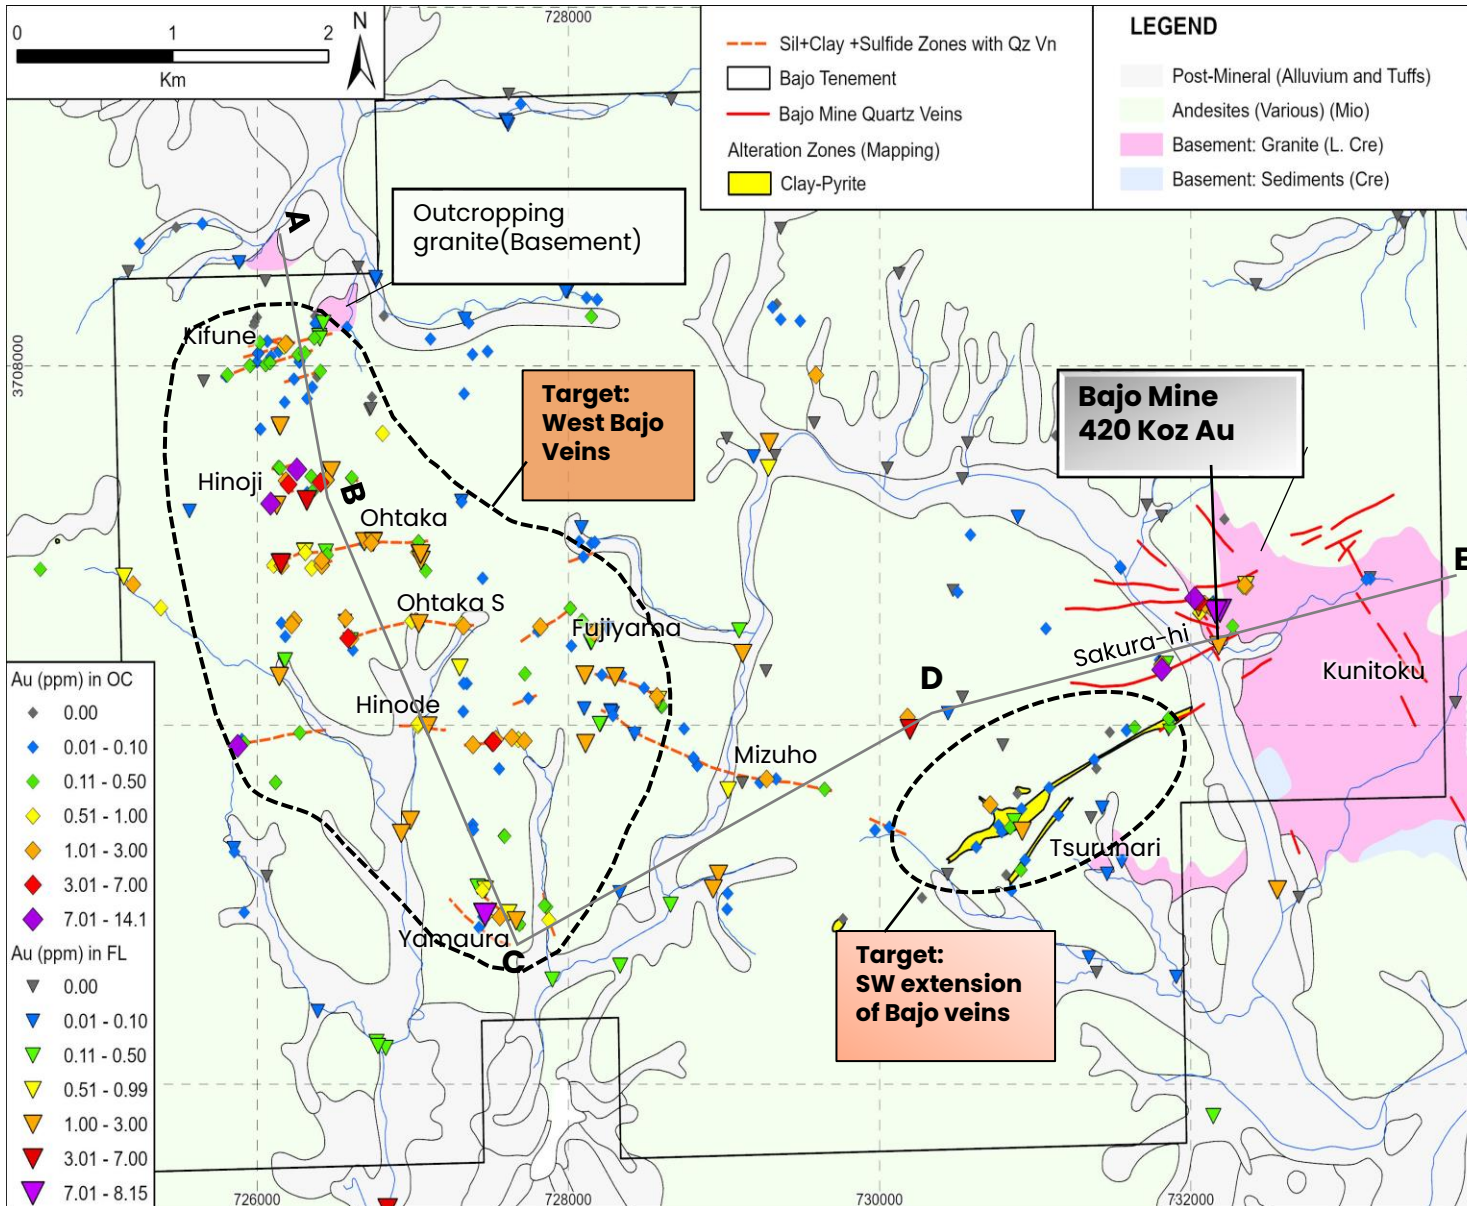 0
1
2
Km
N
728000
Sil+Clay +Sulfide Zones with Qz Vn
Bajo Tenement
Bajo Mine Quartz Veins
Alteration Zones (Mapping)
Clay-Pyrite
LEGEND
Post-Mineral (Alluvium and Tuffs)
Andesites (Various) (Mio)
Basement: Granite (L. Cre)
Basement: Sediments (Cre)
A
Outcropping
granite(Basement)
Kifune
3708000
Target:
West Bajo
Veins
Bajo Mine
420 Koz Au
Hinoji
B
Ohtaka
E
Ohtaka S
Fujiyama
Sakura-hi
Kunitoku
D
Hinode
Mizuho
Tsurunari
Yamaura
C
Target:
SW extension
of Bajo veins
Au (ppm) in OC
0.00
0.01 - 0.10
0.11 - 0.50
0.51 - 1.00
1.01 - 3.00
3.01 - 7.00
7.01 - 14.1
Au (ppm) in FL
0.00
0.01 - 0.10
0.11 - 0.50
0.51 - 0.99
1.00 - 3.00
3.01 - 7.00
7.01 - 8.15
726000
728000
730000
732000